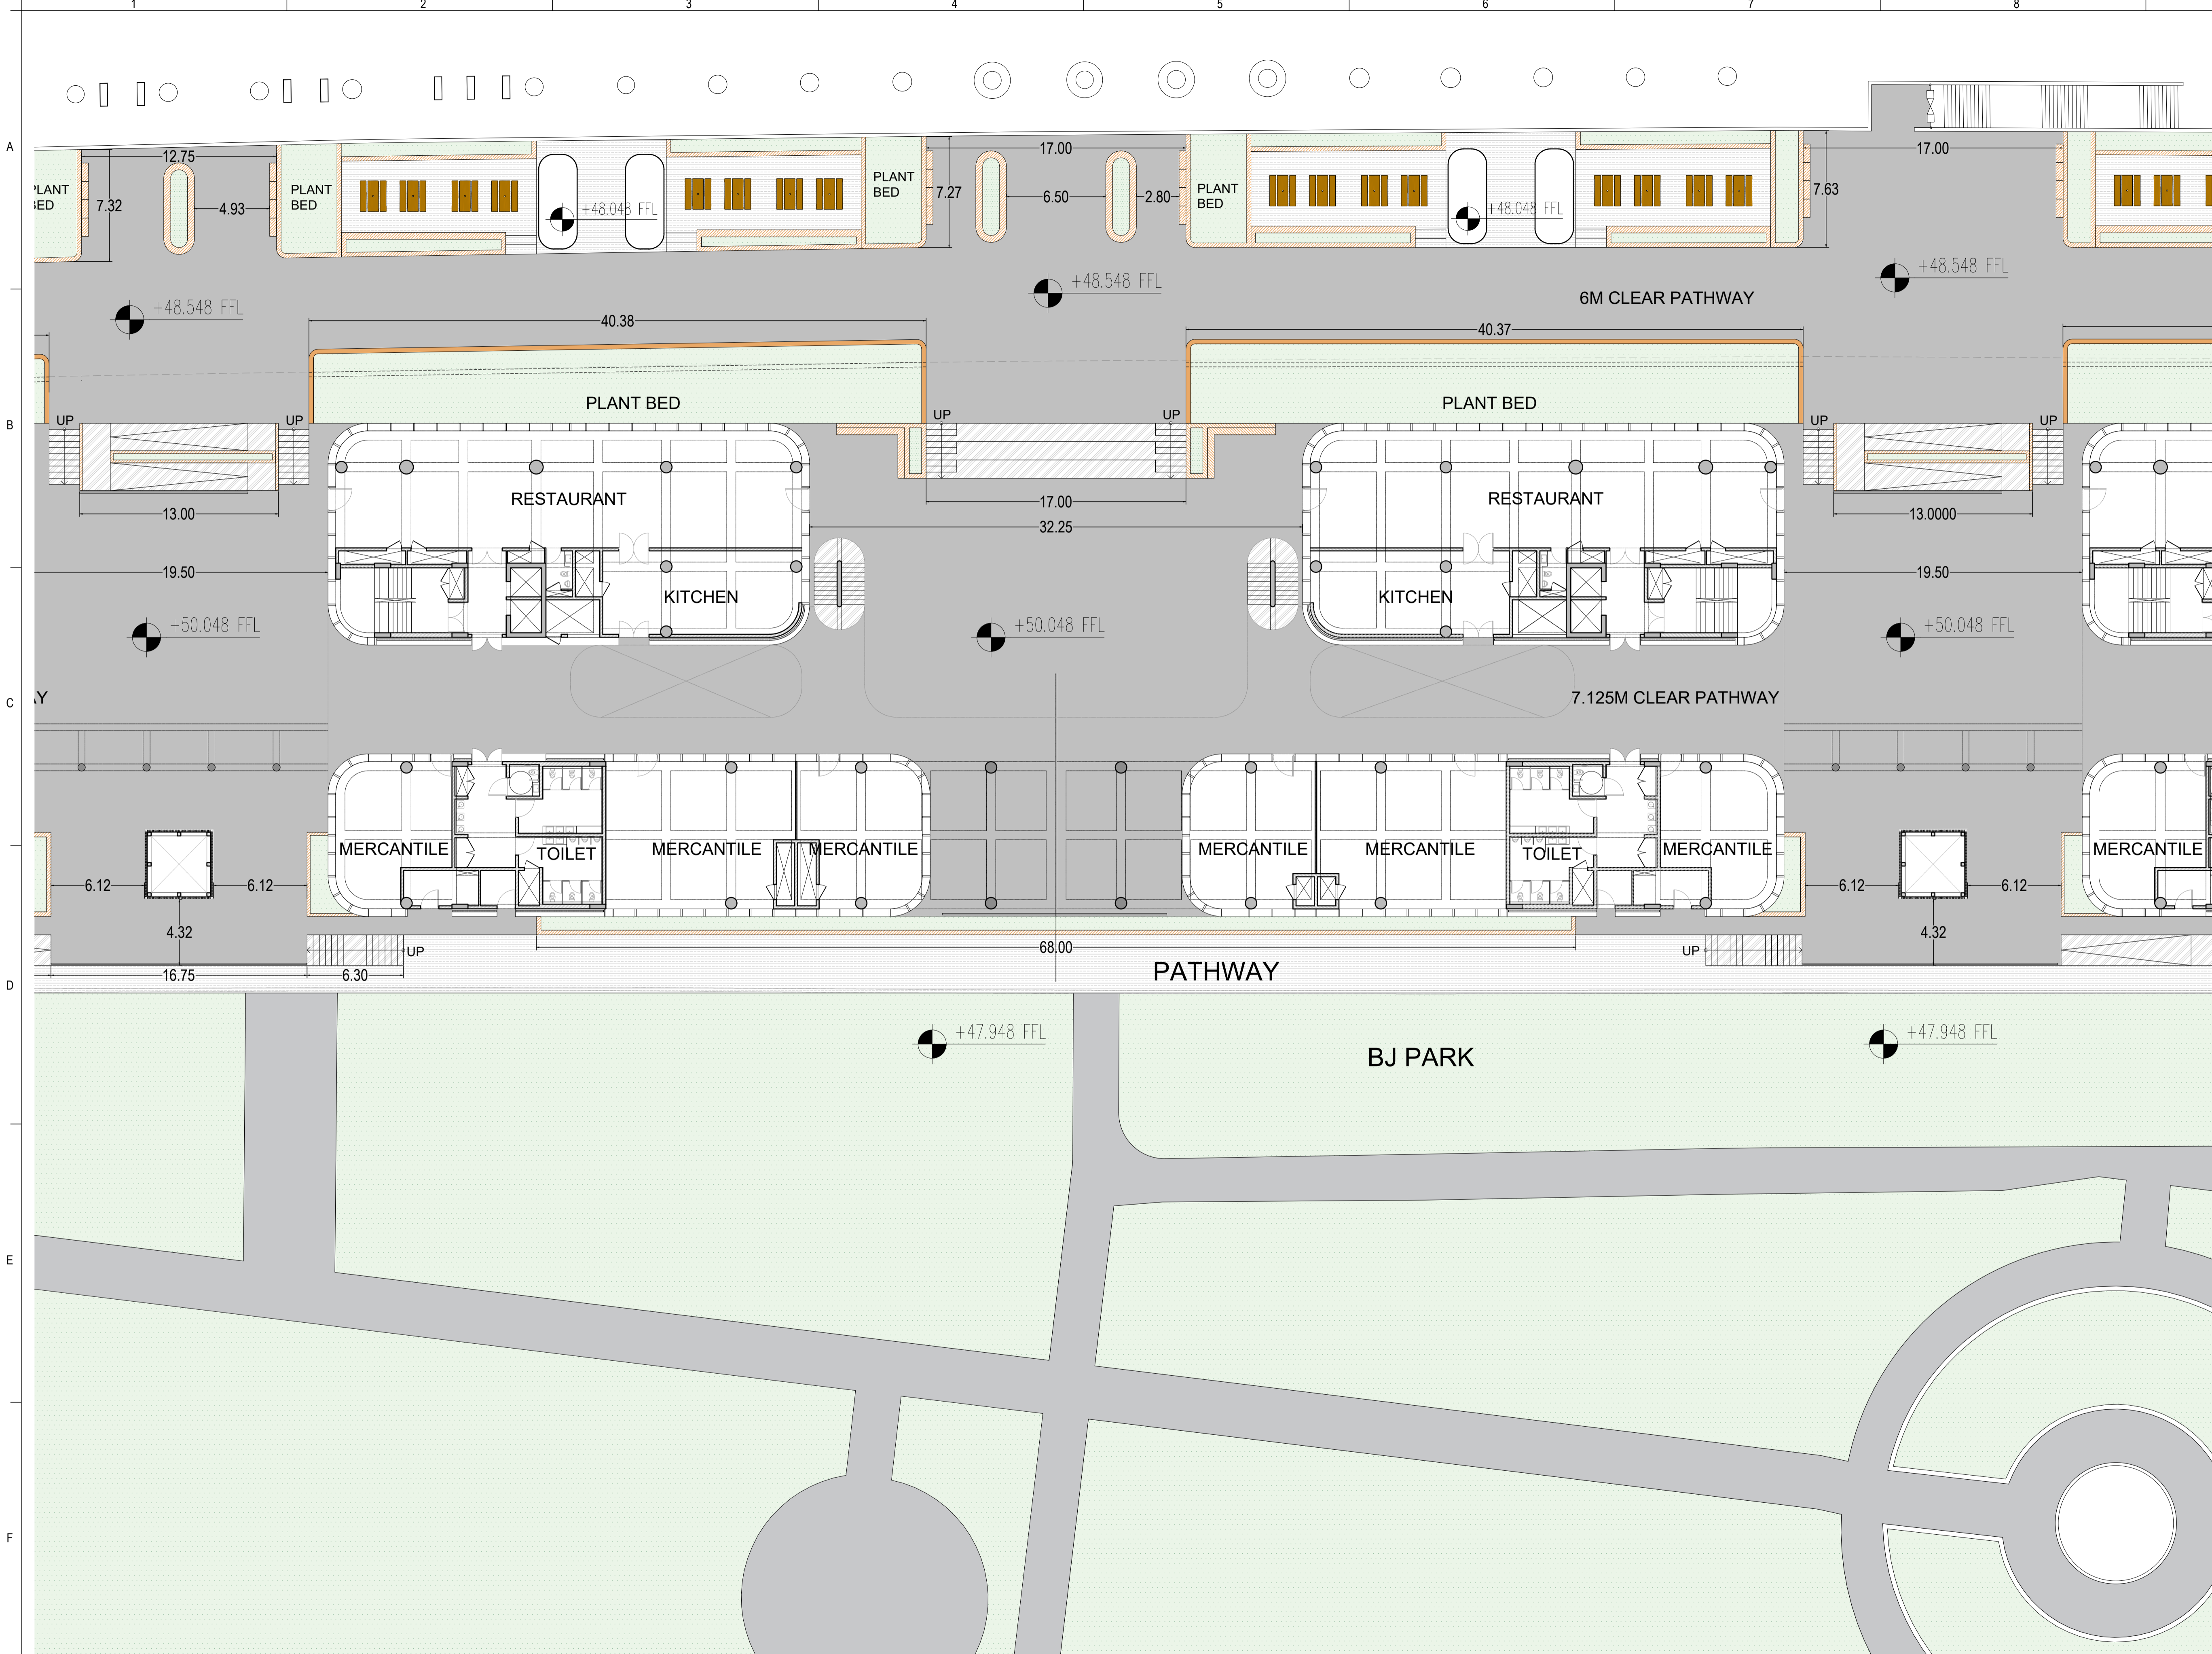 1 2 3 4 5 6 7 8
A
12.75 17.00 17.00
PLANT
BED
7.32
4.93
PLANT
BED
+48.048 FFL
PLANT
BED
7.27
6.50
2.80
PLANT
BED
+48.048 FFL
7.63
+48.548 FFL
+48.548 FFL
+48.548 FFL
6M CLEAR PATHWAY
40.38
40.37
PLANT BED
PLANT BED
B
UP UP UP UP UP UP
RESTAURANT
RESTAURANT
13.00
17.00
13.0000
32.25
19.50
19.50
KITCHEN
KITCHEN
+50.048 FFL
+50.048 FFL
+50.048 FFL
C
7.125M CLEAR PATHWAY
MERCANTILE
TOILET
MERCANTILE
MERCANTILE
MERCANTILE
MERCANTILE
TOILET
MERCANTILE
MERCANTILE
6.12 6.12
6.12 6.12
4.32
4.32
UP
68.00
UP
16.75 6.30
PATHWAY
D
+47.948 FFL
+47.948 FFL
BJ PARK
E
F